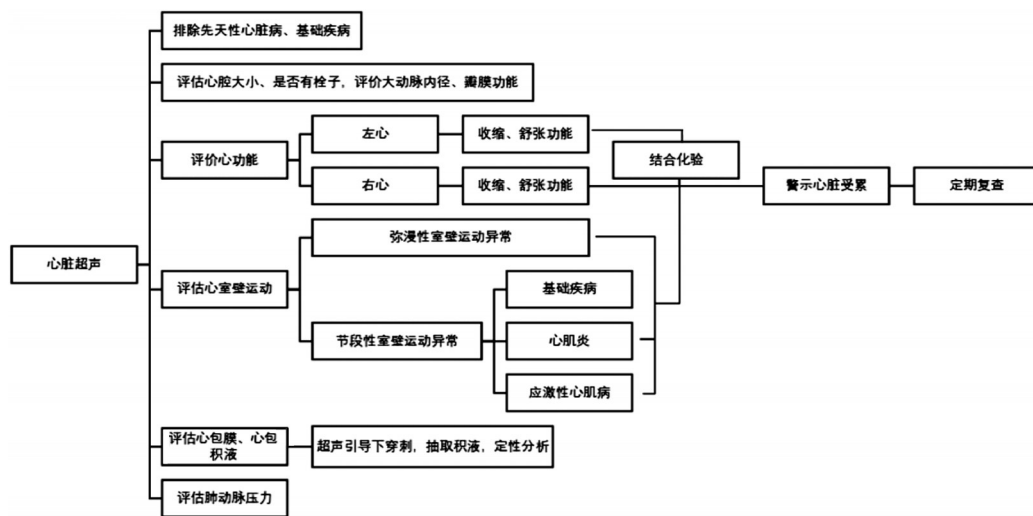 排除先天性心脏病、基础疾病
评估心腔大小、是否有栓子，评价大动脉内径、瓣膜功能
左心
收缩、舒张功能
评价心功能
结合化验
右心
收缩、舒张功能
警示心脏受累
定期复查
弥漫性室壁运动异常
心脏超声
评估心室壁运动
基础疾病
节段性室壁运动异常
心肌炎
应激性心肌病
评估心包膜、心包
积液
超声引导下穿刺，抽取积液，定性分析
评估肺动脉压力